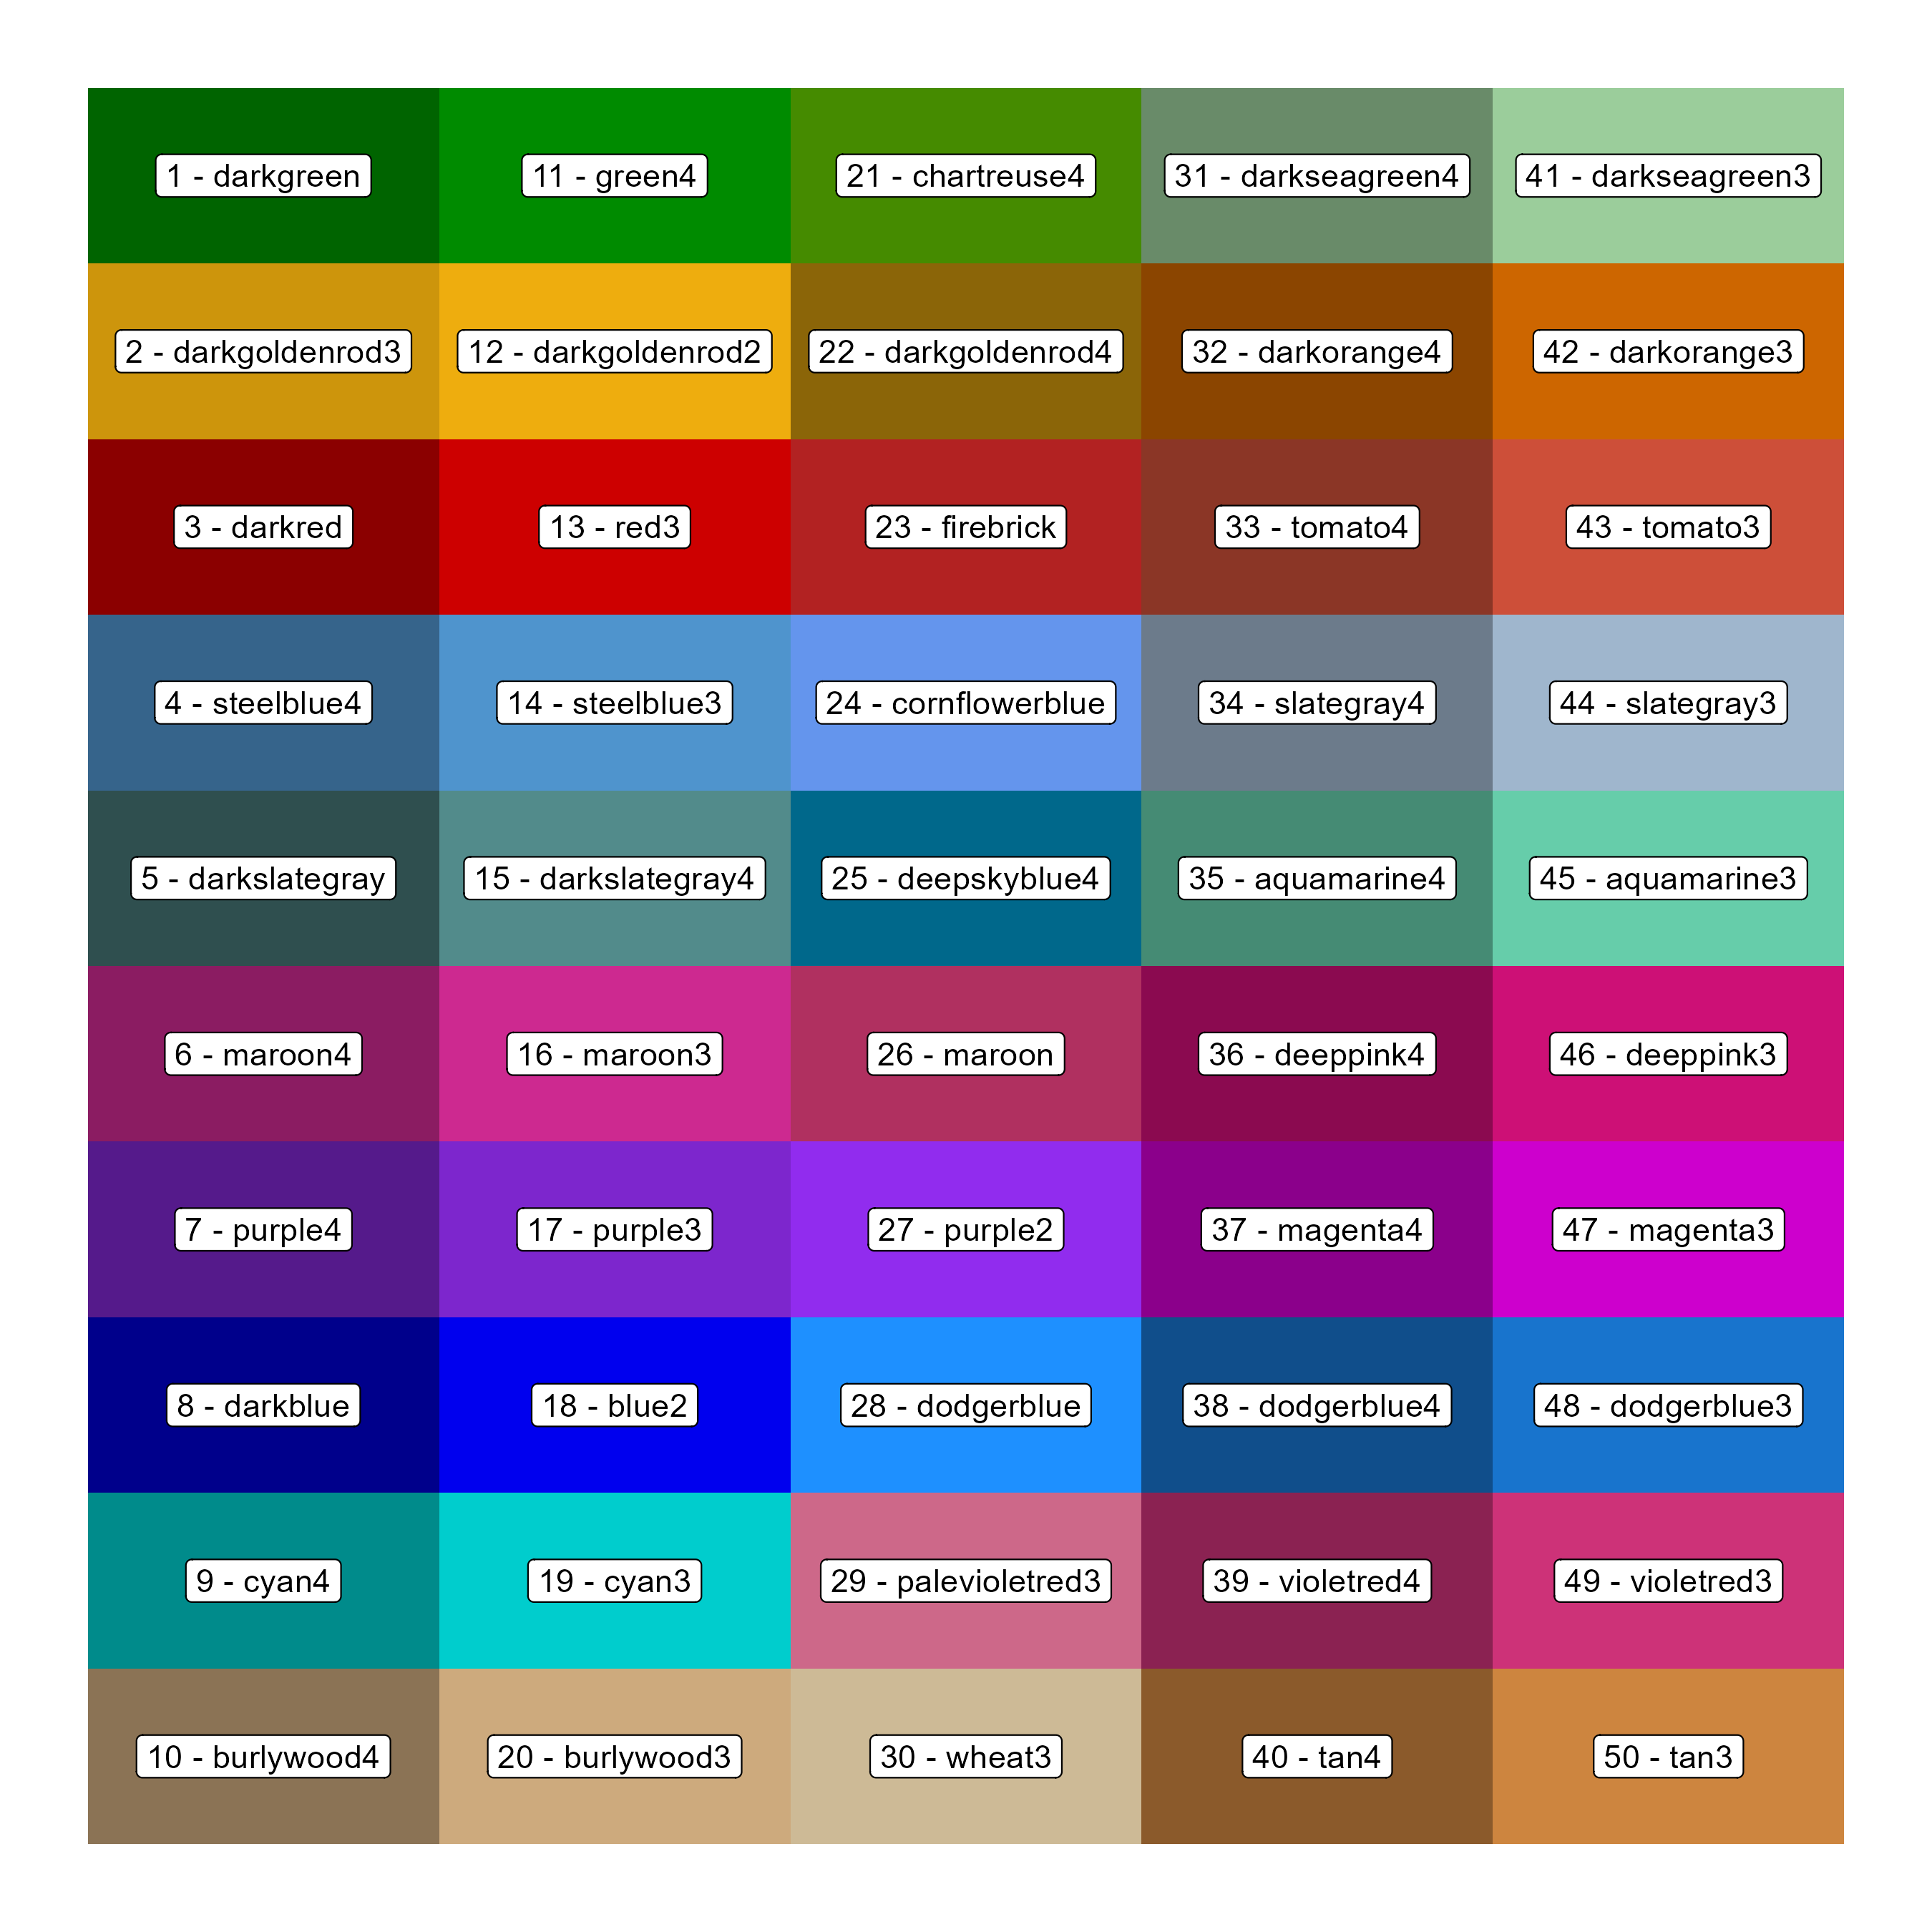 1 - darkgreen
11 - green4
21 - chartreuse4
31 - darkseagreen4
41 - darkseagreen3
2 - darkgoldenrod3
12 - darkgoldenrod2
22 - darkgoldenrod4
32 - darkorange4
42 - darkorange3
3 - darkred
13 - red3
23 - firebrick
33 - tomato4
43 - tomato3
4 - steelblue4
14 - steelblue3
24 - cornflowerblue
34 - slategray4
44 - slategray3
5 - darkslategray
15 - darkslategray4
25 - deepskyblue4
35 - aquamarine4
45 - aquamarine3
6 - maroon4
16 - maroon3
26 - maroon
36 - deeppink4
46 - deeppink3
7 - purple4
17 - purple3
27 - purple2
37 - magenta4
47 - magenta3
8 - darkblue
18 - blue2
28 - dodgerblue
38 - dodgerblue4
48 - dodgerblue3
9 - cyan4
19 - cyan3
29 - palevioletred3
39 - violetred4
49 - violetred3
10 - burlywood4
20 - burlywood3
30 - wheat3
40 - tan4
50 - tan3